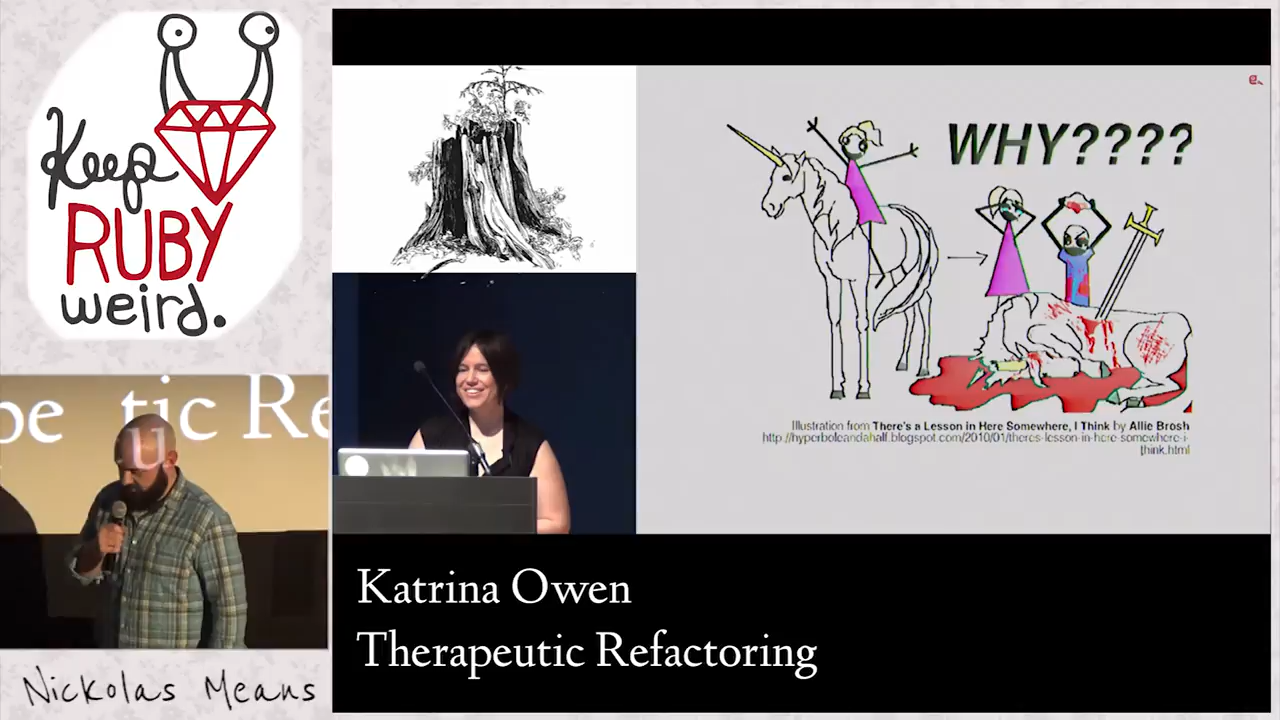 Keep
RUBY
weird.
pe
u
tic Re
Nickolas Means
WHY????
Illustration from There's a Lesson in Here Somewhere, I Think by Allie Brosh
http://hyperboleandahalf.blogspot.com/2010/01/theres-lesson-in-here-somewhere-i-
think.html
Katrina Owen
Therapeutic Refactoring